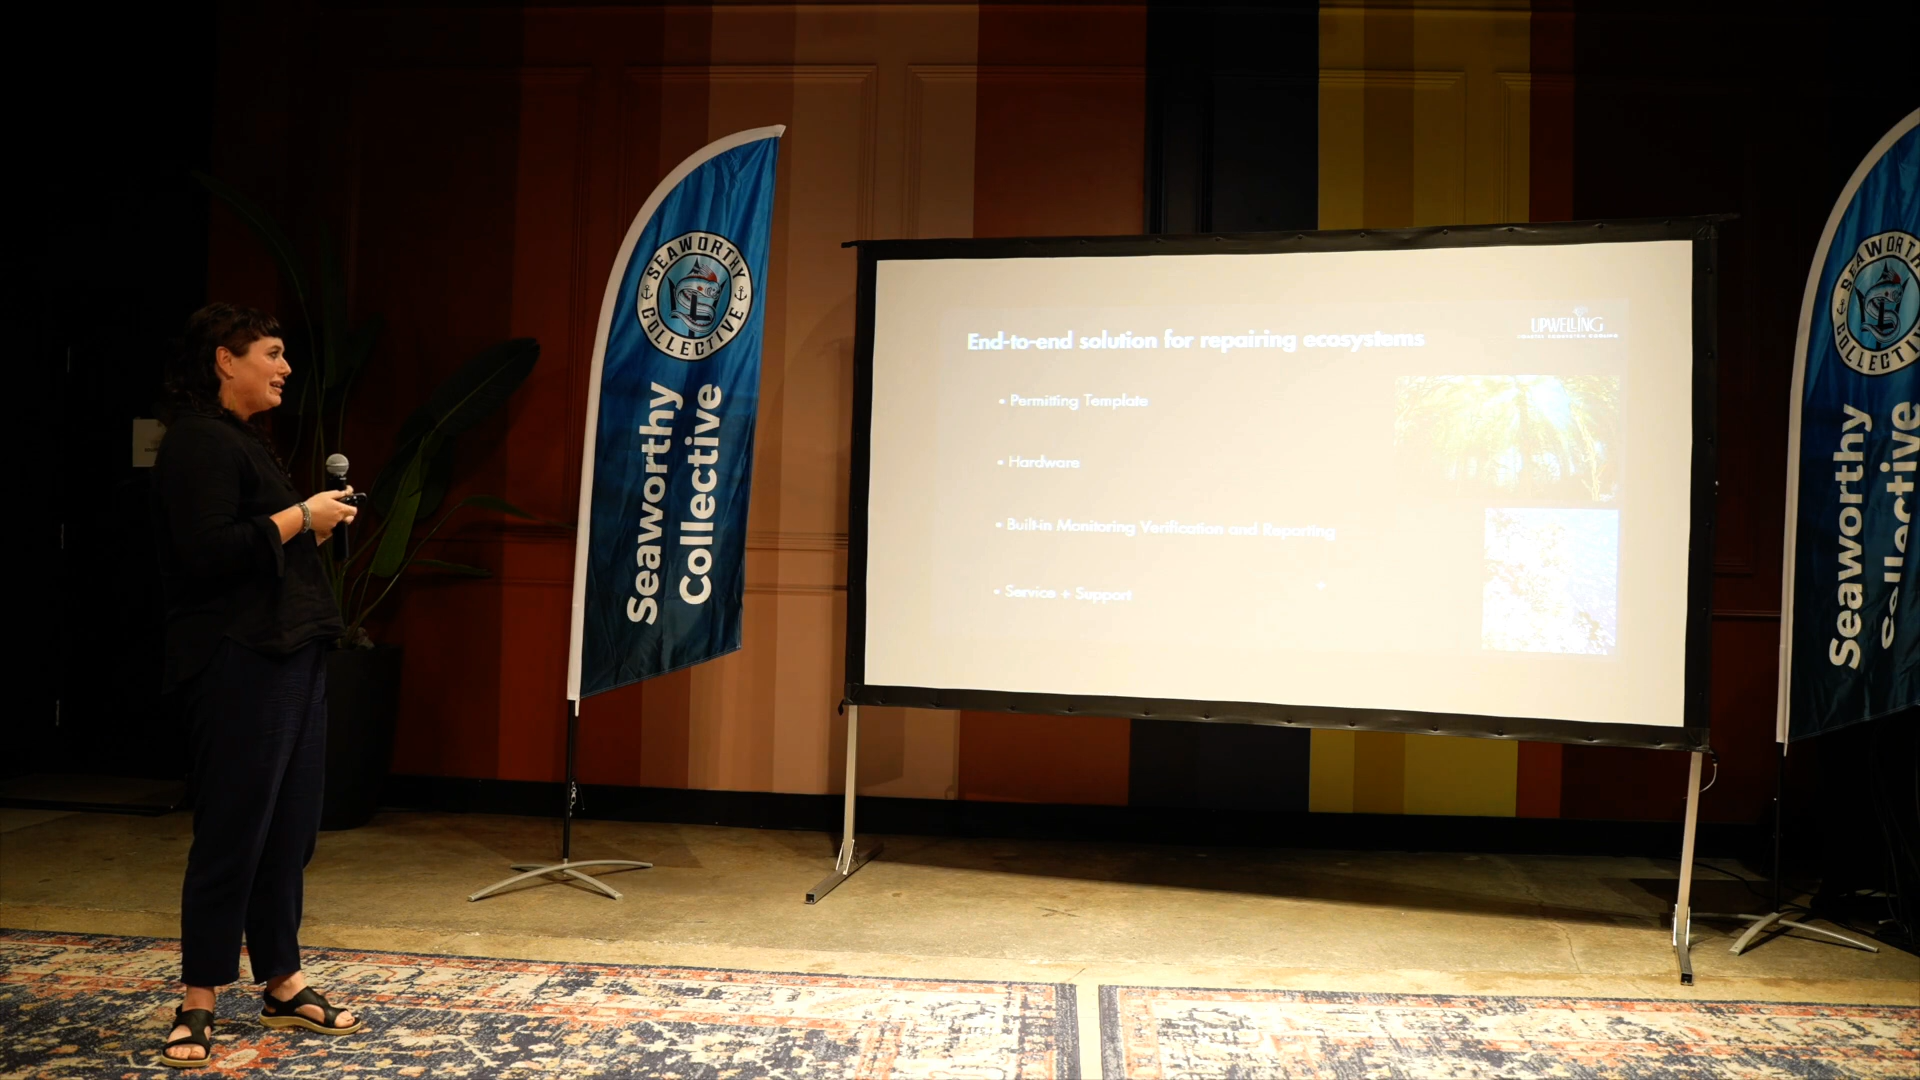 SEAWORTHY
COLLECTIVE
Seaworthy
Collective
End-to-end solution for repairing ecosystems
UPWELLING
• Permitting Template
• Hardware
• Built-in Monitoring Verification and Reporting
• Service + Support
SEAWORTHY
COLLECTIVE
Seaworthy
Collective